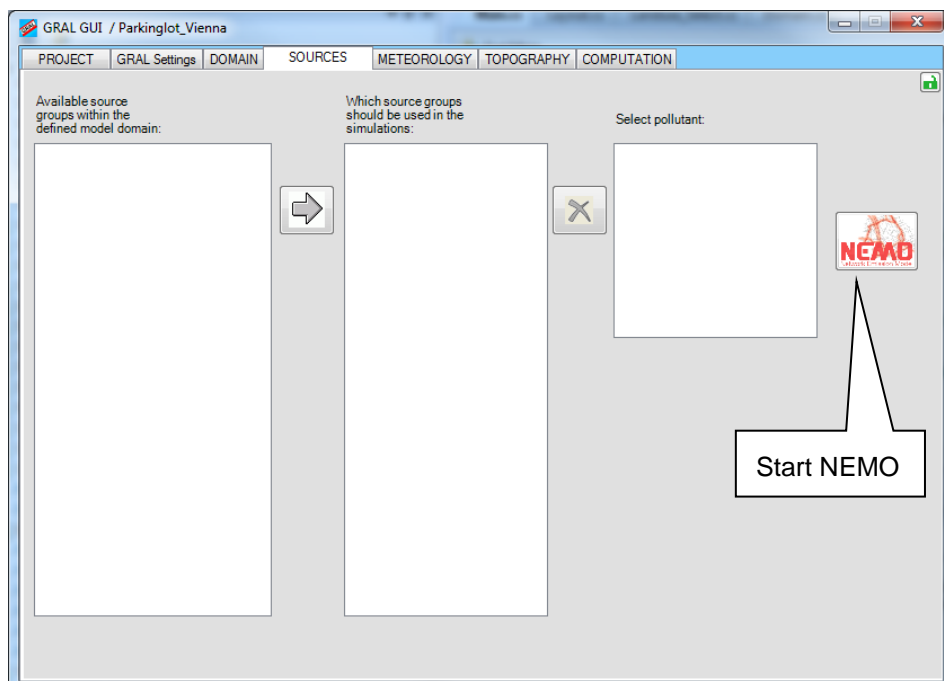 GRAL GUI / Parkinglot_Vienna
PROJECT GRAL Settings DOMAIN SOURCES METEOROLOGY TOPOGRAPHY COMPUTATION
Available source
groups within the
defined model domain:
Which source groups
should be used in the
simulations:
Select pollutant:
NEMO
Start NEMO